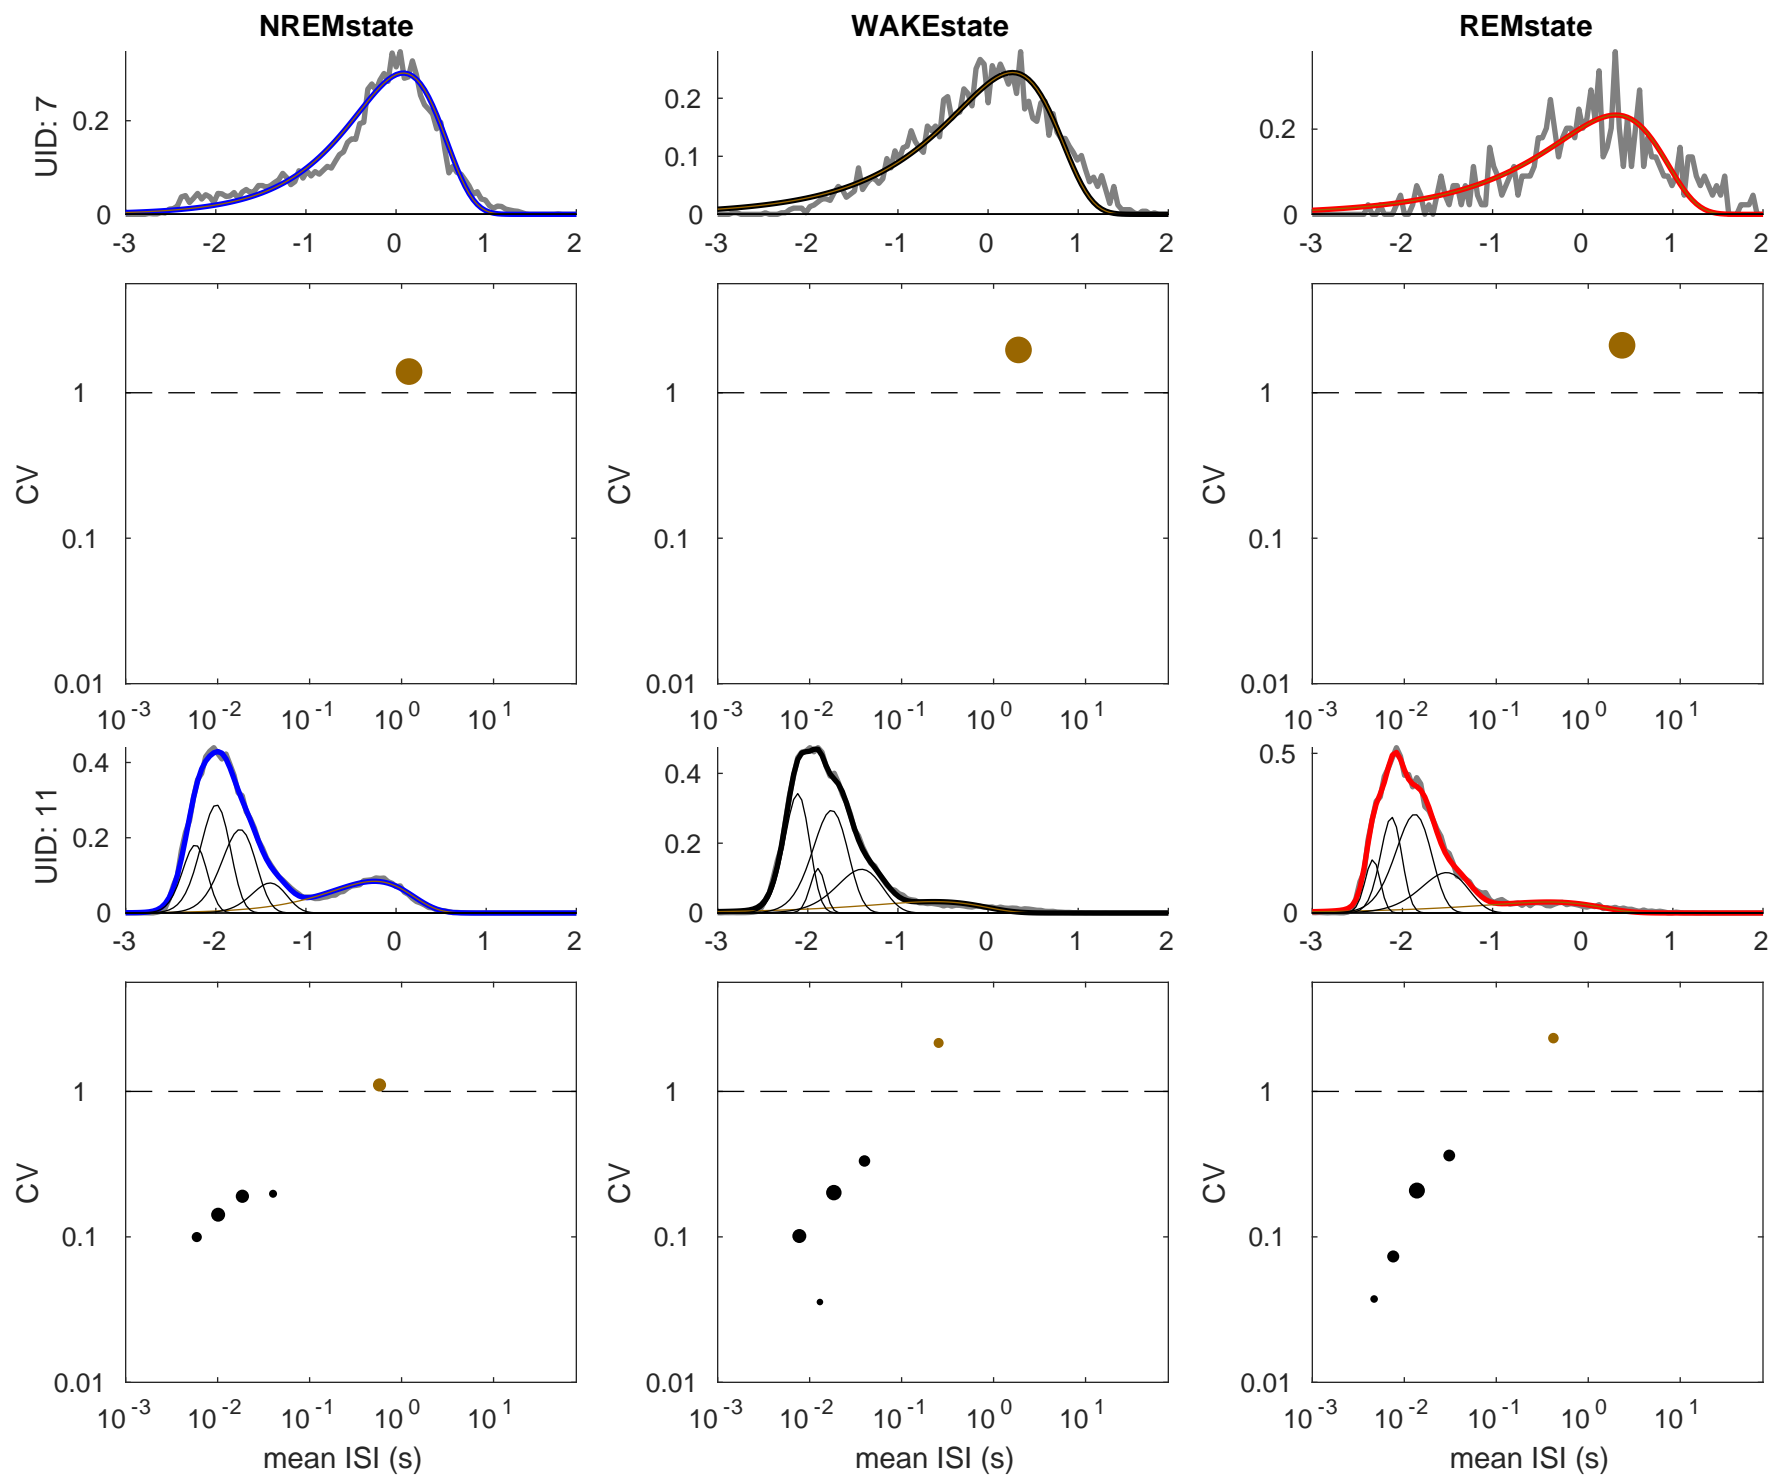 NREMstate WAKEstate REMstate
UID: 7
0.2 0
0.2 0.1 0
0.2 0
-3 -2 -1 0 1 2
-3 -2 -1 0 1 2
-3 -2 -1 0 1 2
CV
1 0.1 0.01
CV
1 0.1 0.01
CV
1 0.1 0.01
10^-3 10^-2 10^-1 10^0 10^1
10^-3 10^-2 10^-1 10^0 10^1
10^-3 10^-2 10^-1 10^0 10^1
UID: 11
0.4 0.2 0
0.4 0.2 0
0.5 0
-3 -2 -1 0 1 2
-3 -2 -1 0 1 2
-3 -2 -1 0 1 2
CV
1 0.1 0.01
CV
1 0.1 0.01
CV
1 0.1 0.01
10^-3 10^-2 10^-1 10^0 10^1
10^-3 10^-2 10^-1 10^0 10^1
10^-3 10^-2 10^-1 10^0 10^1
mean ISI (s) mean ISI (s) mean ISI (s)